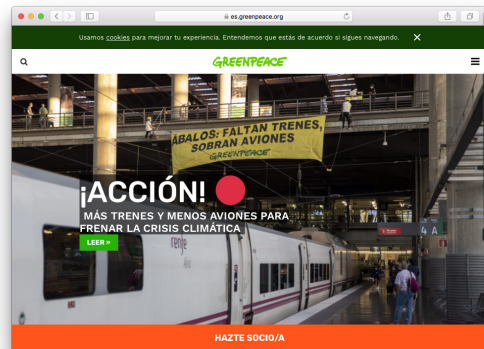 es.greenpeace.org
Usamos cookies para mejorar tu experiencia. Entendemos que estás de acuerdo si sigues navegando. ✕
GREENPEACE
ÁBALOS: FALTAN TRENES,
SOBRAN AVIONES
GREENPEACE
¡ACCIÓN!
MÁS TRENES Y MENOS AVIONES PARA
FRENAR LA CRISIS CLIMÁTICA
LEER »
renfe
4 A
HAZTE SOCIO/A